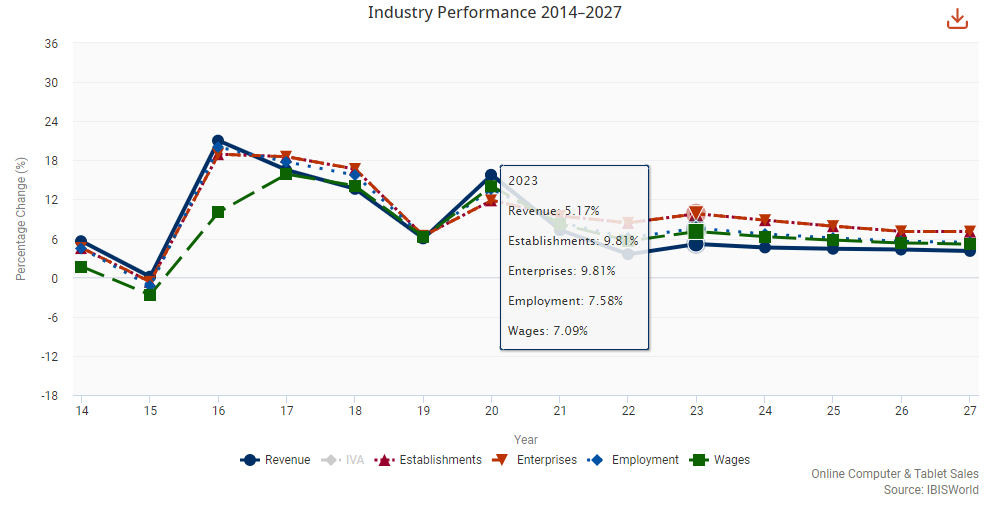 Industry Performance 2014–2027
Percentage Change (%)
36
30
24
18
12
6
0
-6
-12
-18
2023
Revenue: 5.17%
Establishments: 9.81%
Enterprises: 9.81%
Employment: 7.58%
Wages: 7.09%
14 15 16 17 18 19 20 21 22 23 24 25 26 27
Year
Revenue IVA Establishments Enterprises Employment Wages
Online Computer & Tablet Sales
Source: IBISWorld